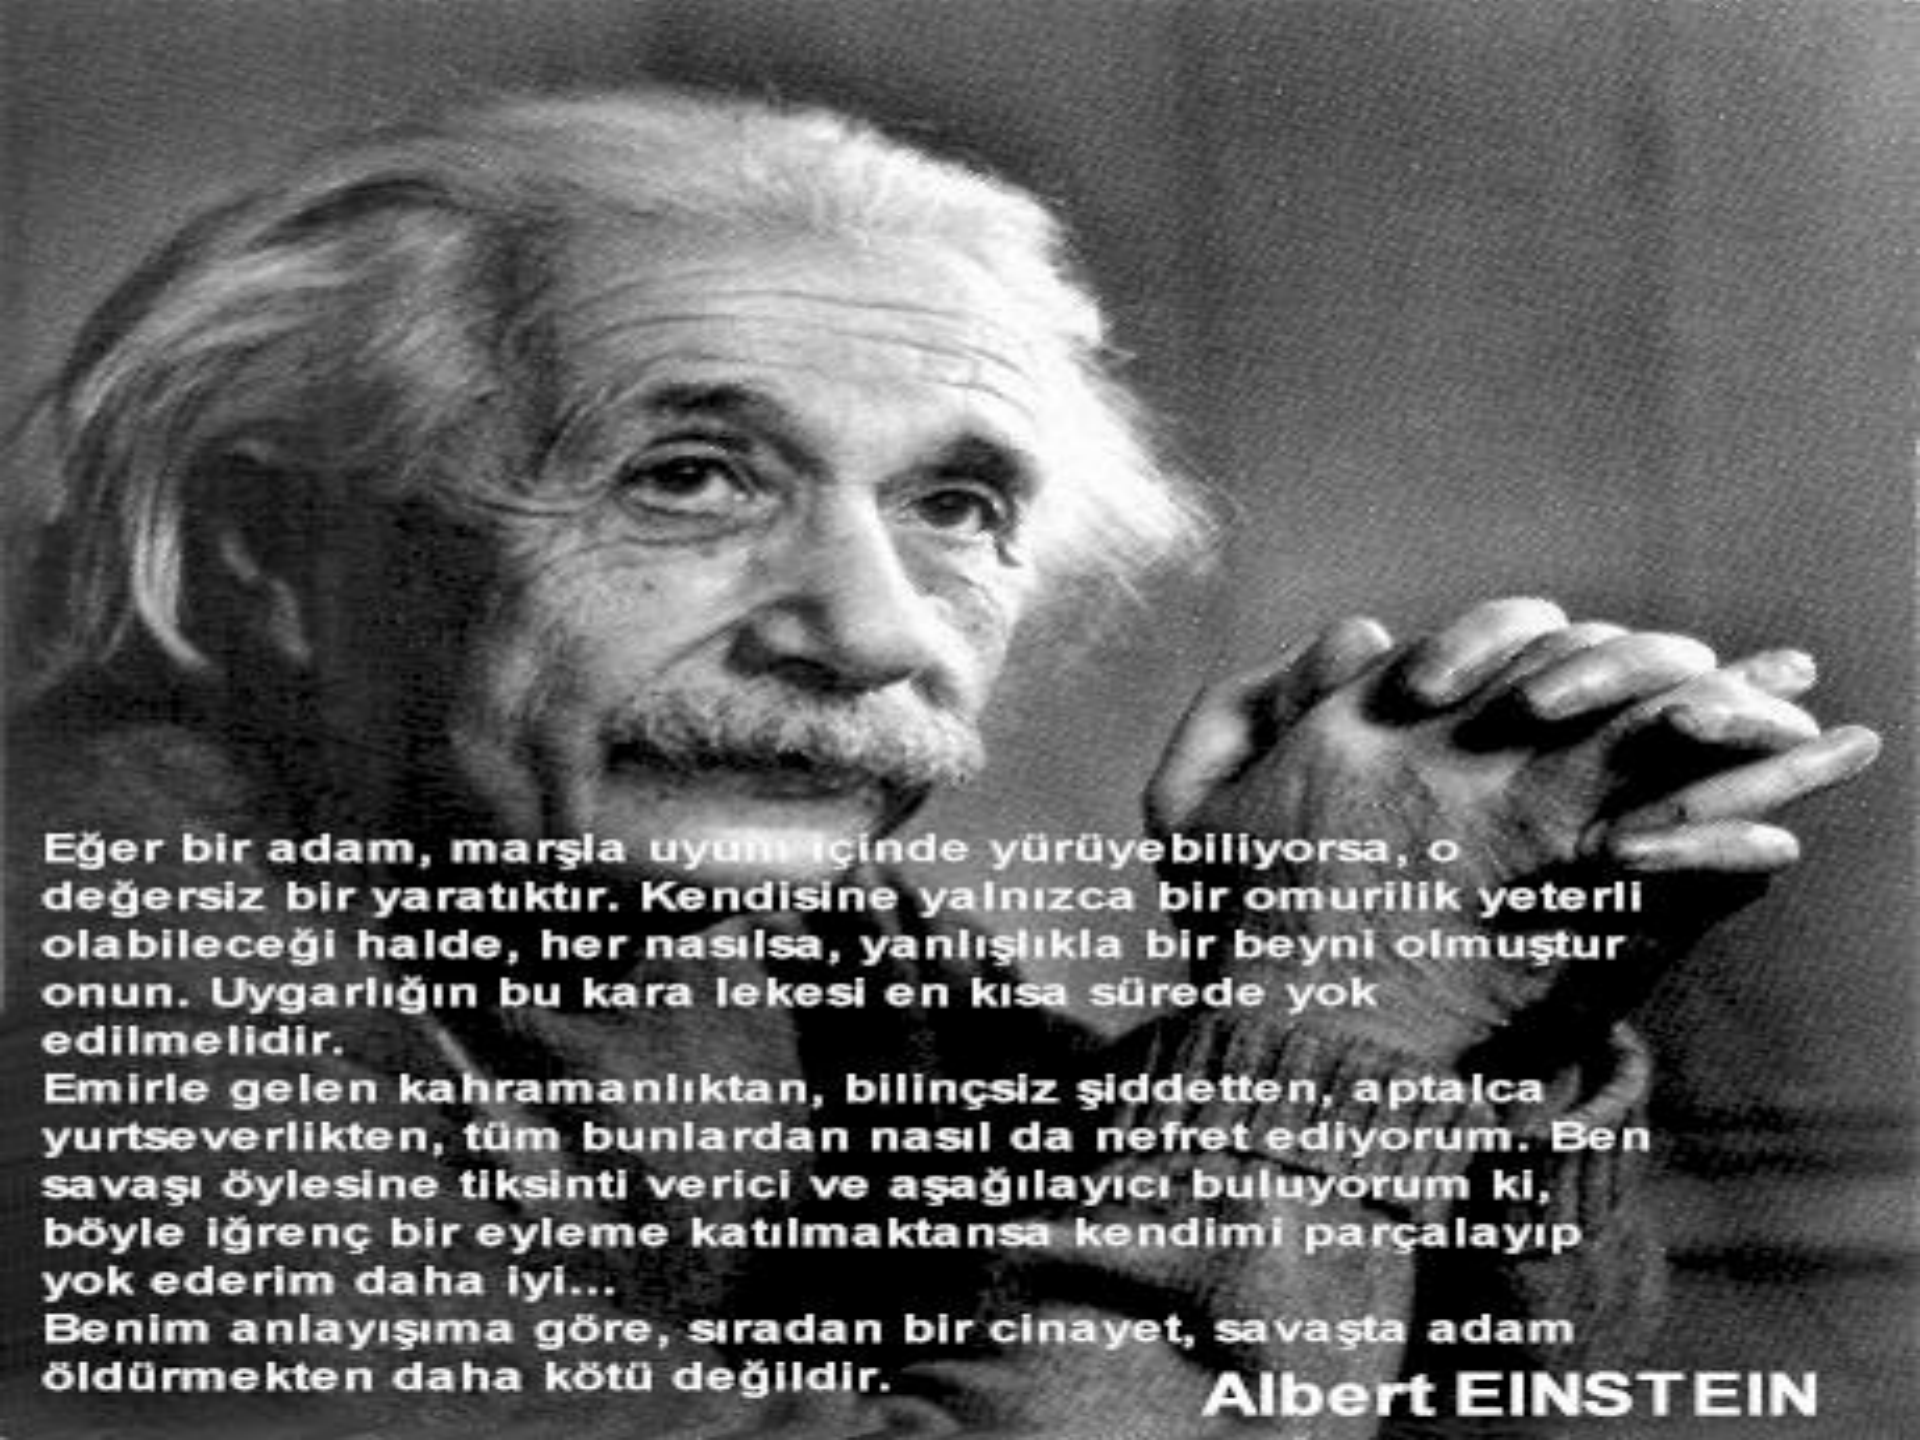 Eğer bir adam, marşla uyum içinde yürüyebiliyorsa, o
değersiz bir yaratıktır. Kendisine yalnızca bir omurilik yeterli
olabileceği halde, her nasılsa, yanlışlıkla bir beyni olmuştur
onun. Uygarlığın bu kara lekesi en kısa sürede yok
edilmelidir.
Emirle gelen kahramanlıktan, bilinçsiz şiddetten, aptalca
yurtseverlikten, tüm bunlardan nasıl da nefret ediyorum. Ben
savaşı öylesine tiksinti verici ve aşağılayıcı buluyorum ki,
böyle iğrenç bir eyleme katılmaktansa kendimi parçalayıp
yok ederim daha iyi...
Benim anlayışıma göre, sıradan bir cinayet, savaşta adam
öldürmekten daha kötü değildir.
Albert EINSTEIN